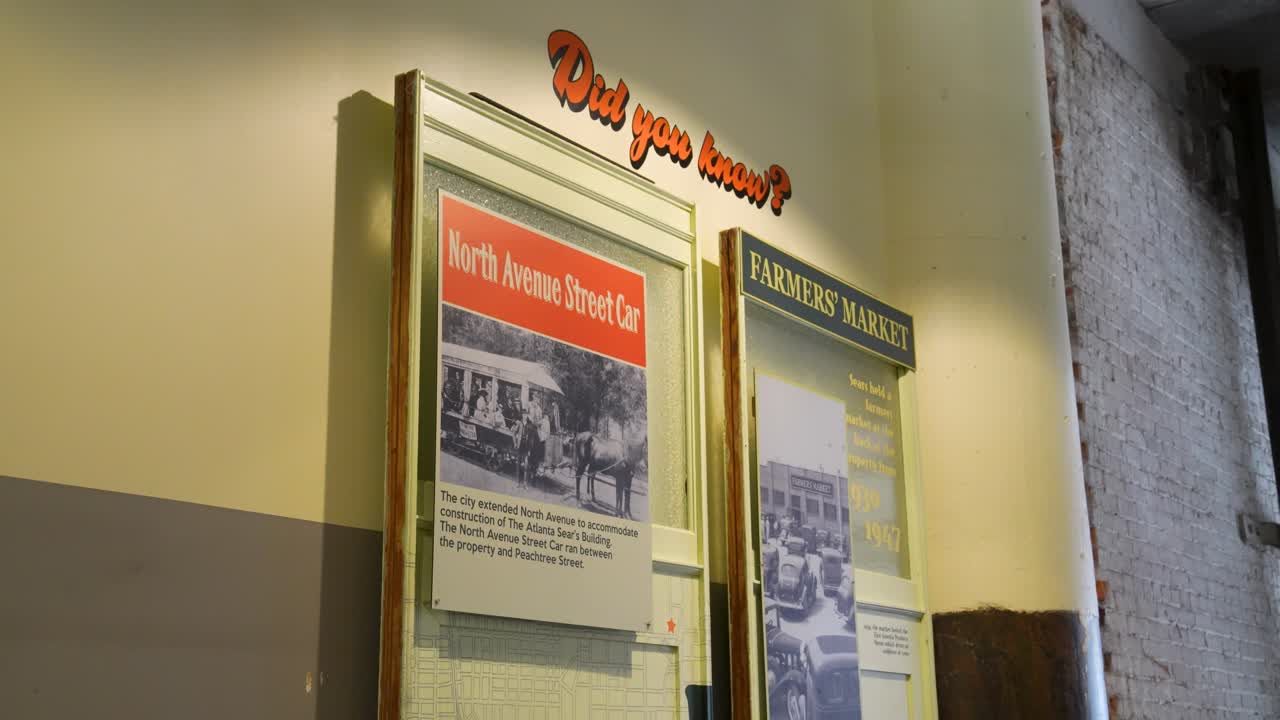 Did you know?
North Avenue Street Car
The city extended North Avenue to accommodate
construction of The Atlanta Sear's Building.
The North Avenue Street Car ran between
the property and Peachtree Street.
FARMERS' MARKET
FARMERS MARKET
Sears held a
farmers
market at the
back of the
property from
1930
1947